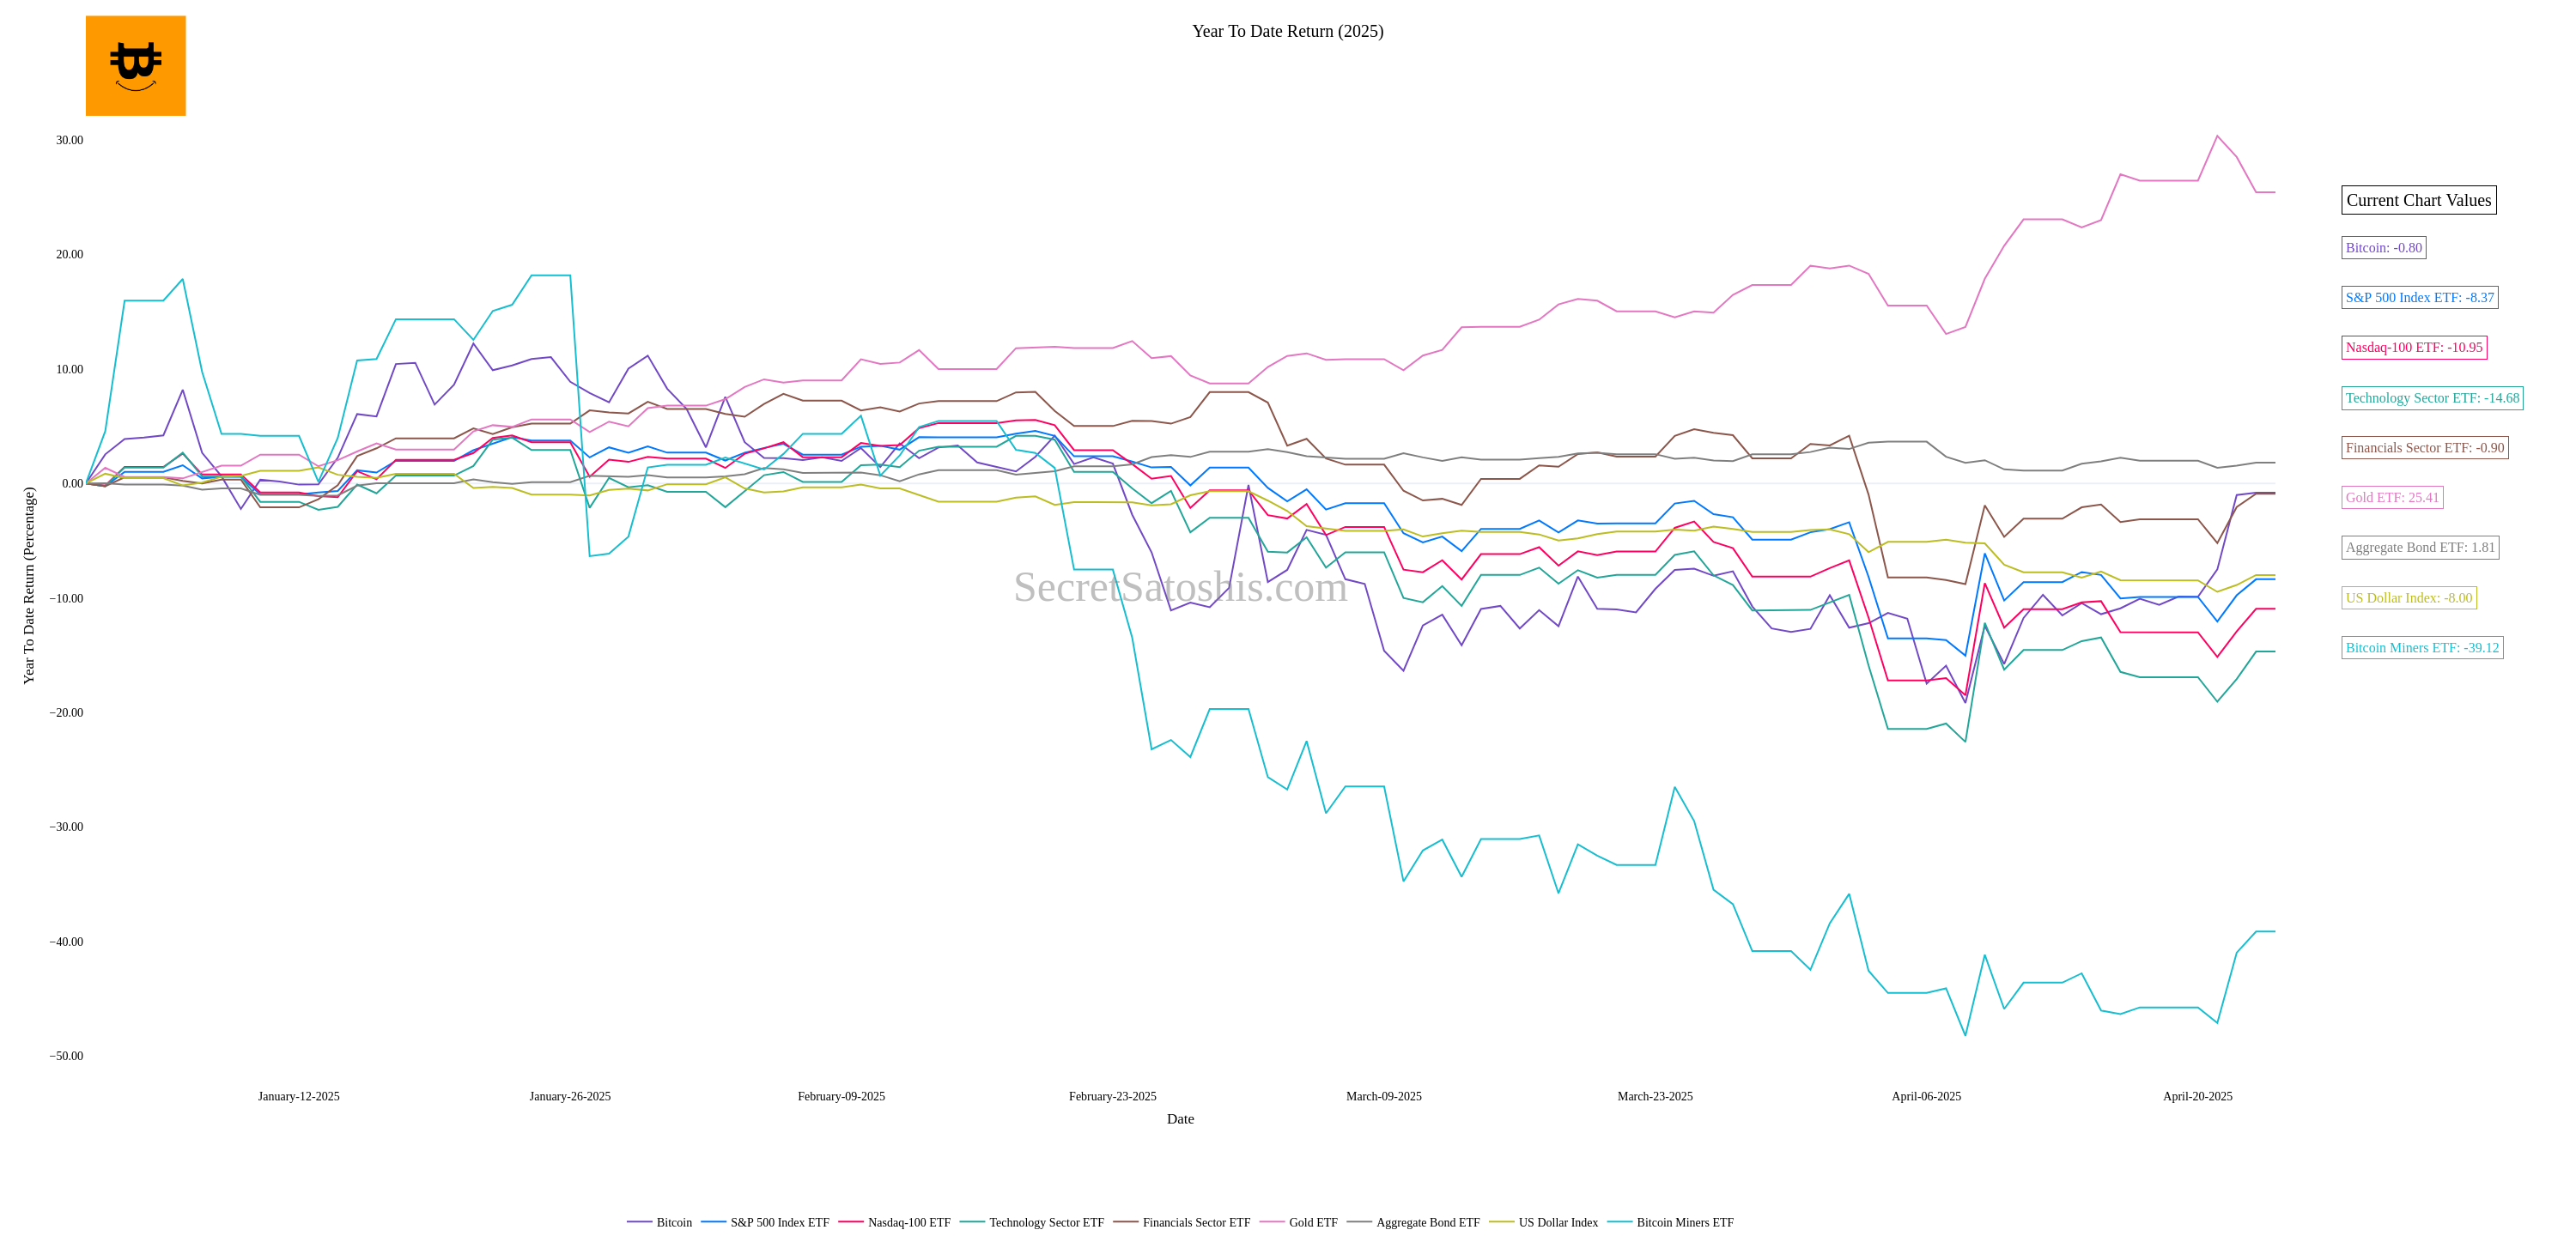 Year To Date Return (2025)
30.00
20.00
10.00
0.00
−10.00
−20.00
−30.00
−40.00
−50.00
Year To Date Return (Percentage)
SecretSatoshis.com
Current Chart Values
Bitcoin: -0.80
S&P 500 Index ETF: -8.37
Nasdaq-100 ETF: -10.95
Technology Sector ETF: -14.68
Financials Sector ETF: -0.90
Gold ETF: 25.41
Aggregate Bond ETF: 1.81
US Dollar Index: -8.00
Bitcoin Miners ETF: -39.12
January-12-2025 January-26-2025 February-09-2025 February-23-2025 March-09-2025 March-23-2025 April-06-2025 April-20-2025
Date
Bitcoin S&P 500 Index ETF Nasdaq-100 ETF Technology Sector ETF Financials Sector ETF Gold ETF Aggregate Bond ETF US Dollar Index Bitcoin Miners ETF